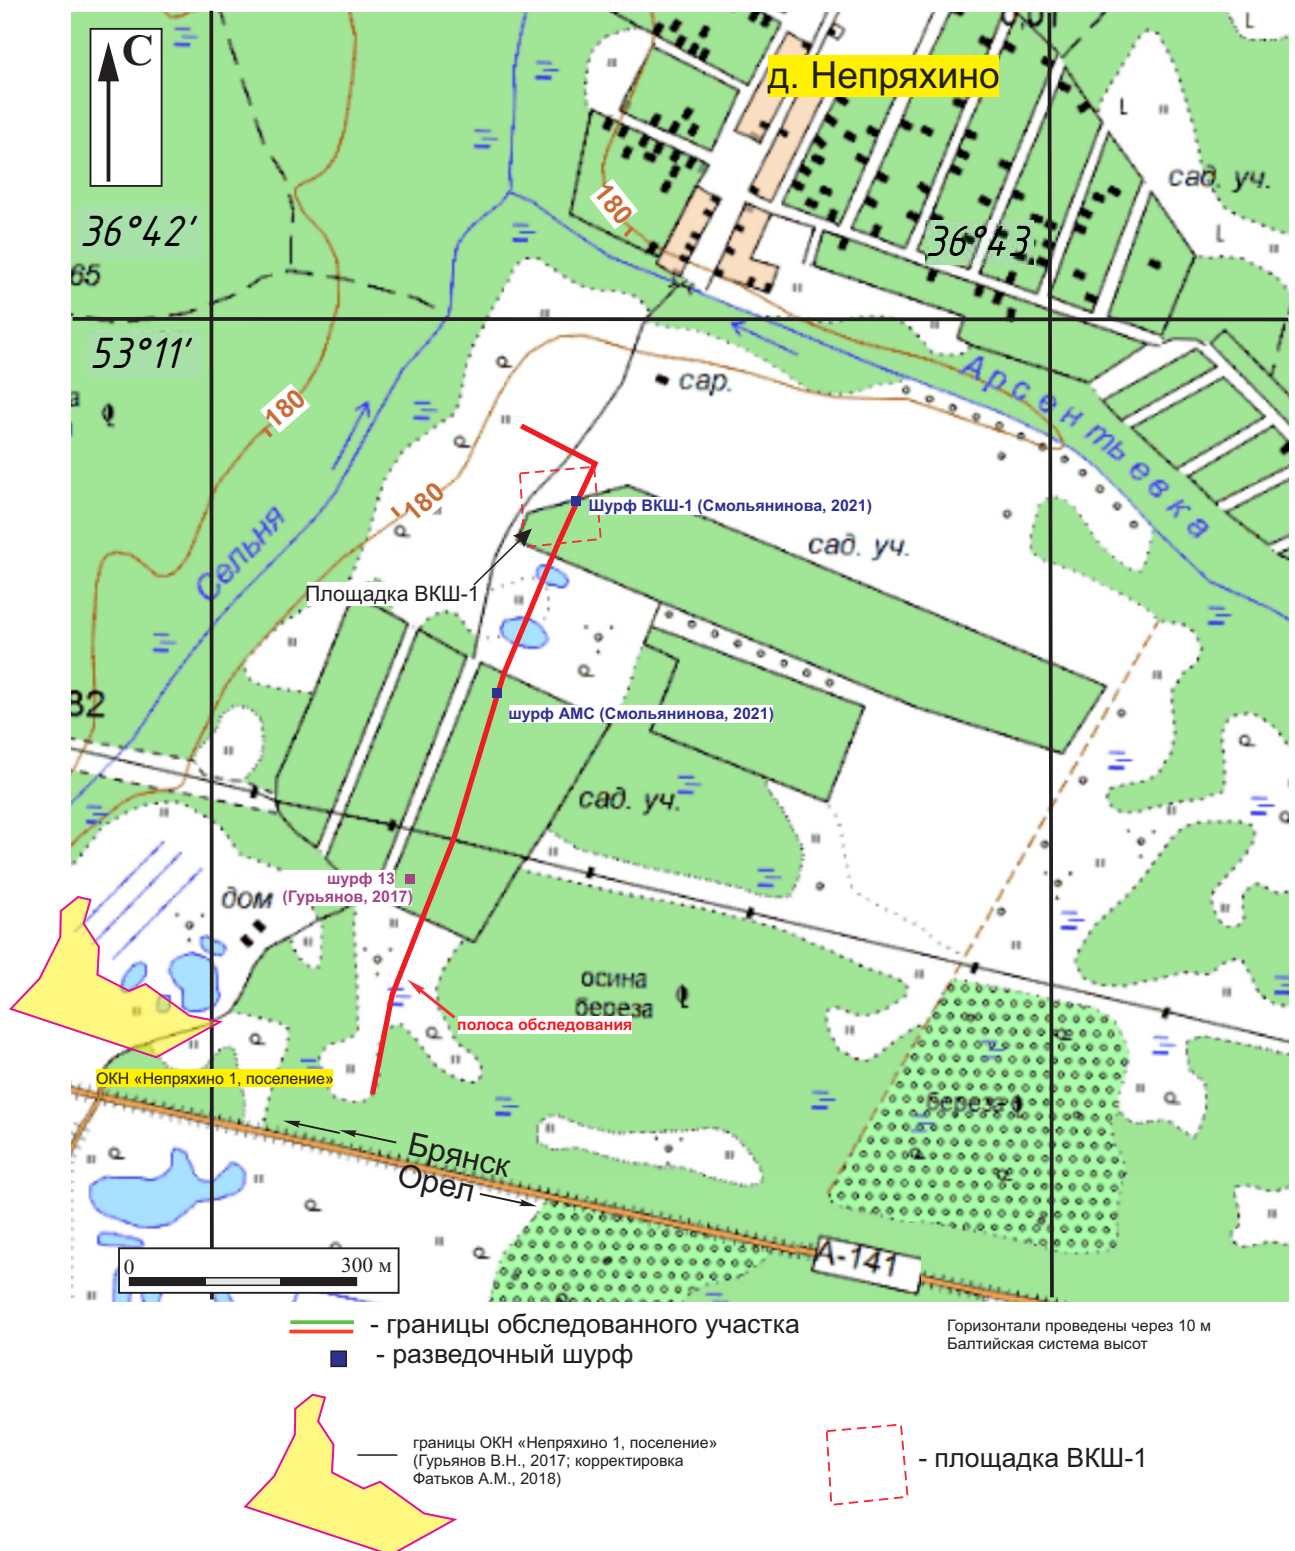 С
д. Непряхино
сад. уч.
180
36°42'
36°43
65
53°11'
Арсентьевка
сар.
180
180
Сельня
Шурф ВКШ-1 (Смольянинова, 2021)
сад. уч.
Площадка ВКШ-1
32
шурф АМС (Смольянинова, 2021)
сад. уч.
шурф 13
(Гурьянов, 2017)
дом
осина
береза
полоса обследования
ОКН «Непряхино 1, поселение»
береза
Брянск
Орел
А-141
0
300 м
- границы обследованного участка
- разведочный шурф
Горизонтали проведены через 10 м
Балтийская система высот
границы ОКН «Непряхино 1, поселение»
(Гурьянов В.Н., 2017; корректировка
Фатьков А.М., 2018)
- площадка ВКШ-1